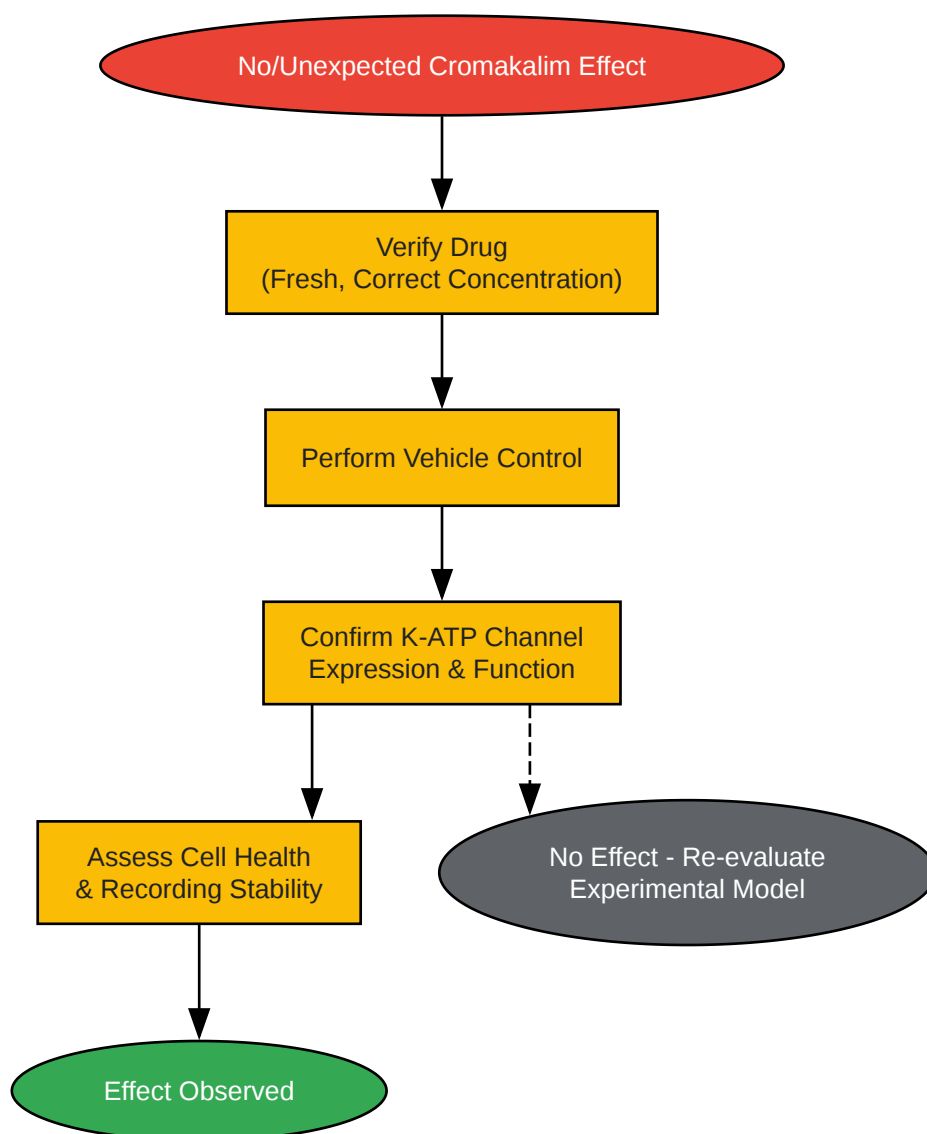 No/Unexpected Cromakalim Effect
Verify Drug
(Fresh, Correct Concentration)
Perform Vehicle Control
Confirm K-ATP Channel
Expression & Function
Assess Cell Health
& Recording Stability
No Effect - Re-evaluate
Experimental Model
Effect Observed